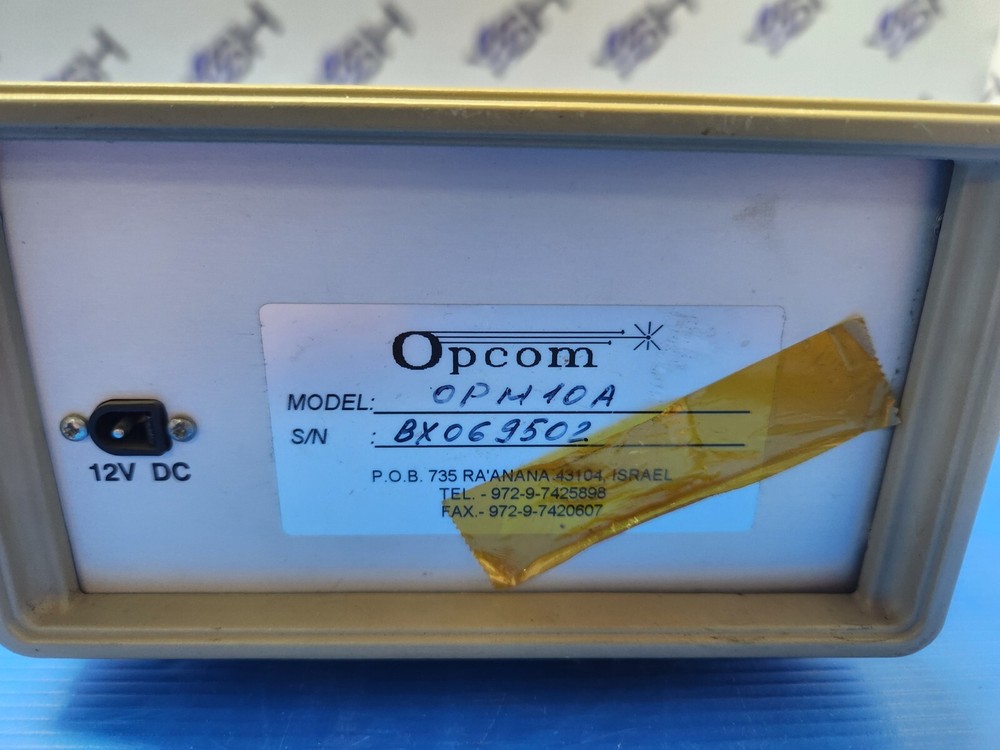 Opcom
MODEL: OPM10A
S/N : BX069502
12V DC
P.O.B. 735 RA'ANANA 43104, ISRAEL
TEL. - 972-9-7425898
FAX.- 972-9-7420607